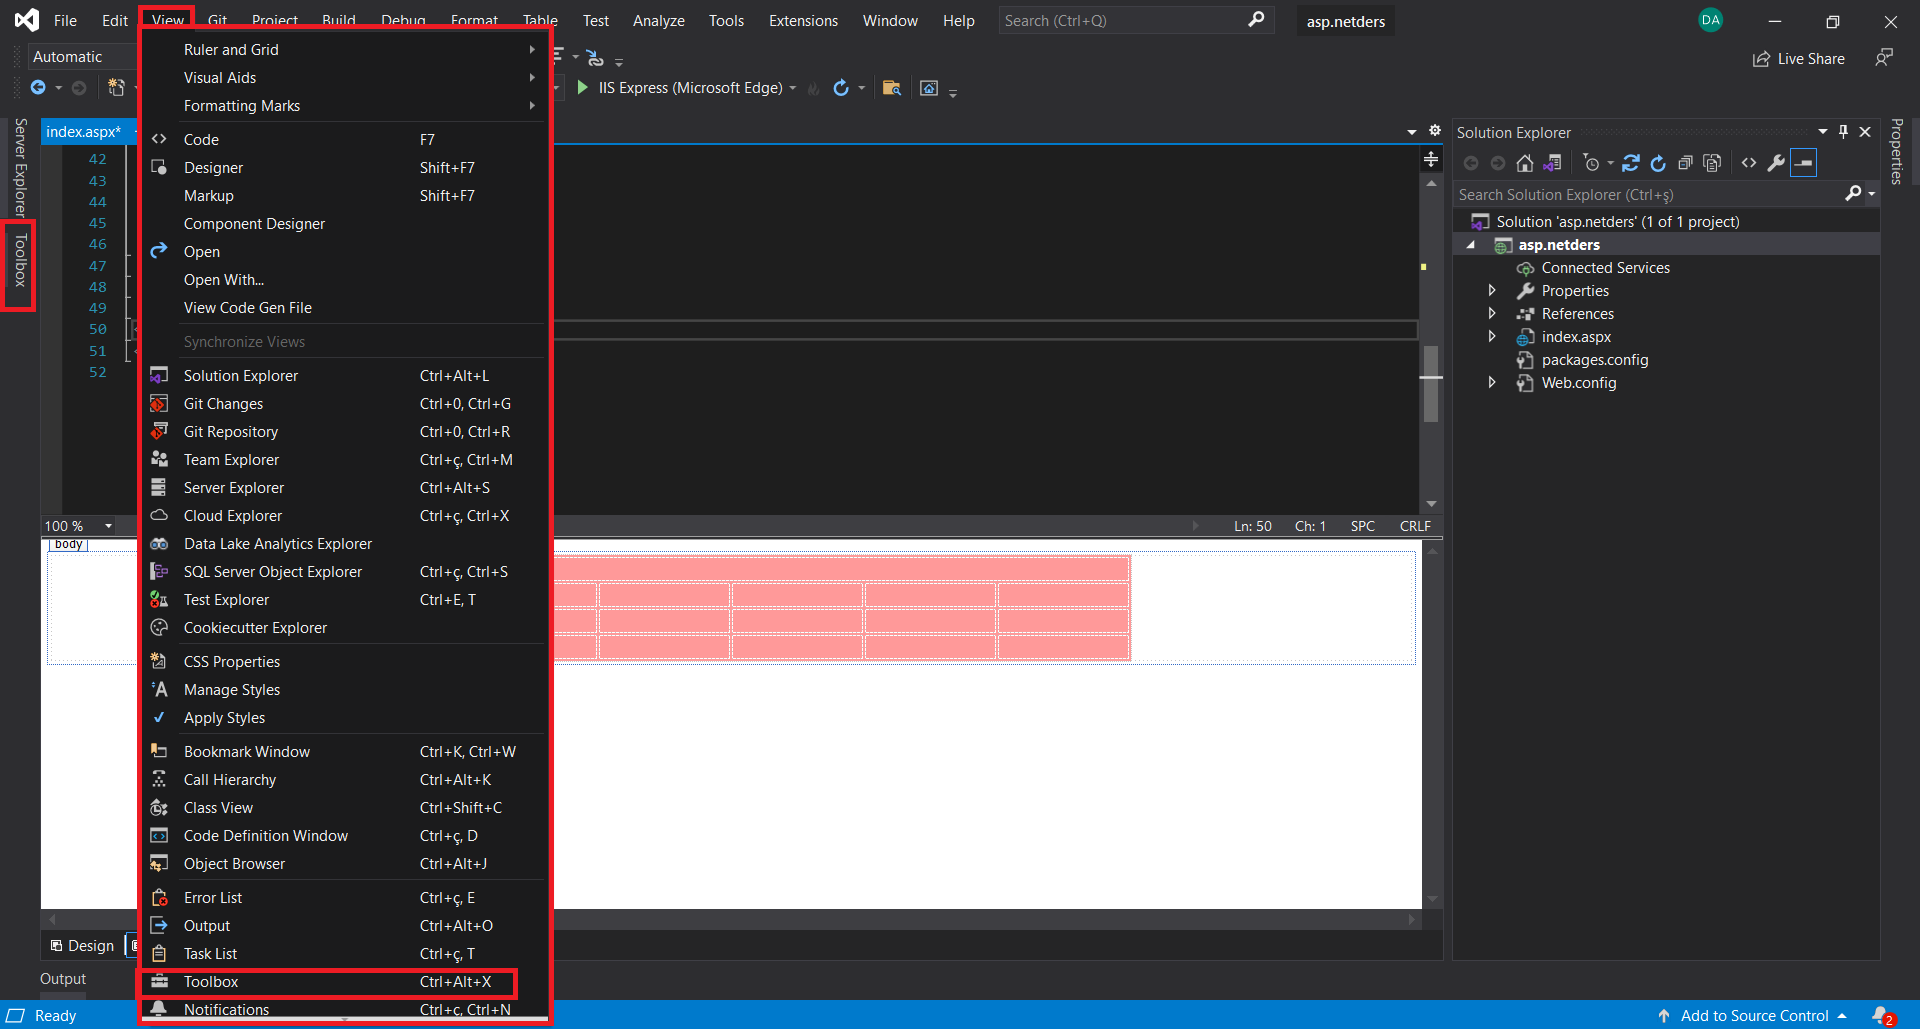 File Edit View Git Project Build Debug Format Table Test Analyze Tools Extensions Window Help Search (Ctrl+Q) asp.netders DA
Automatic
Live Share
IIS Express (Microsoft Edge)
Server Explorer
Toolbox
index.aspx*
42
43
44
45
46
47
48
49
50
51
52
100 %
Ruler and Grid
Visual Aids
Formatting Marks
Code F7
Designer Shift+F7
Markup Shift+F7
Component Designer
Open
Open With...
View Code Gen File
Synchronize Views
Solution Explorer Ctrl+Alt+L
Git Changes Ctrl+0, Ctrl+G
Git Repository Ctrl+0, Ctrl+R
Team Explorer Ctrl+ç, Ctrl+M
Server Explorer Ctrl+Alt+S
Cloud Explorer Ctrl+ç, Ctrl+X
Data Lake Analytics Explorer
SQL Server Object Explorer Ctrl+ç, Ctrl+S
Test Explorer Ctrl+E, T
Cookiecutter Explorer
CSS Properties
Manage Styles
Apply Styles
Bookmark Window Ctrl+K, Ctrl+W
Call Hierarchy Ctrl+Alt+K
Class View Ctrl+Shift+C
Code Definition Window Ctrl+ç, D
Object Browser Ctrl+Alt+J
Error List Ctrl+ç, E
Output Ctrl+Alt+O
Task List Ctrl+ç, T
Toolbox Ctrl+Alt+X
Notifications Ctrl+ç, Ctrl+N
Ln: 50 Ch: 1 SPC CRLF
body
Design
Output
Solution Explorer
Search Solution Explorer (Ctrl+ş)
Solution 'asp.netders' (1 of 1 project)
asp.netders
Connected Services
Properties
References
index.aspx
packages.config
Web.config
Properties
Ready
Add to Source Control
2